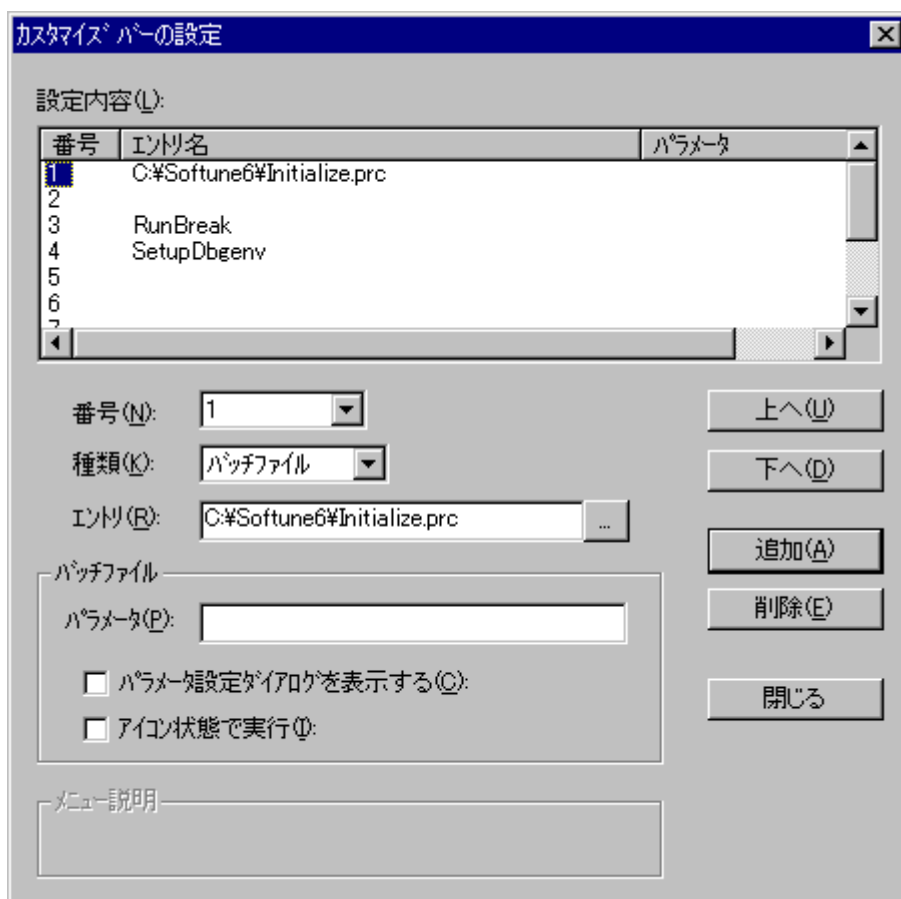 カスタマイズ バーの設定
設定内容(L):
番号 エントリ名 パラメータ
1 C:¥Softune6¥Initialize.prc
2
3 RunBreak
4 SetupDbgenv
5
6
7
番号(N): 1
上へ(U)
種類(K): バッチファイル
下へ(D)
エントリ(R): C:¥Softune6¥Initialize.prc ...
追加(A)
バッチファイル
パラメータ(P):
削除(E)
パラメータ設定ダイアログを表示する(C):
閉じる
アイコン状態で実行(I):
メニュー説明